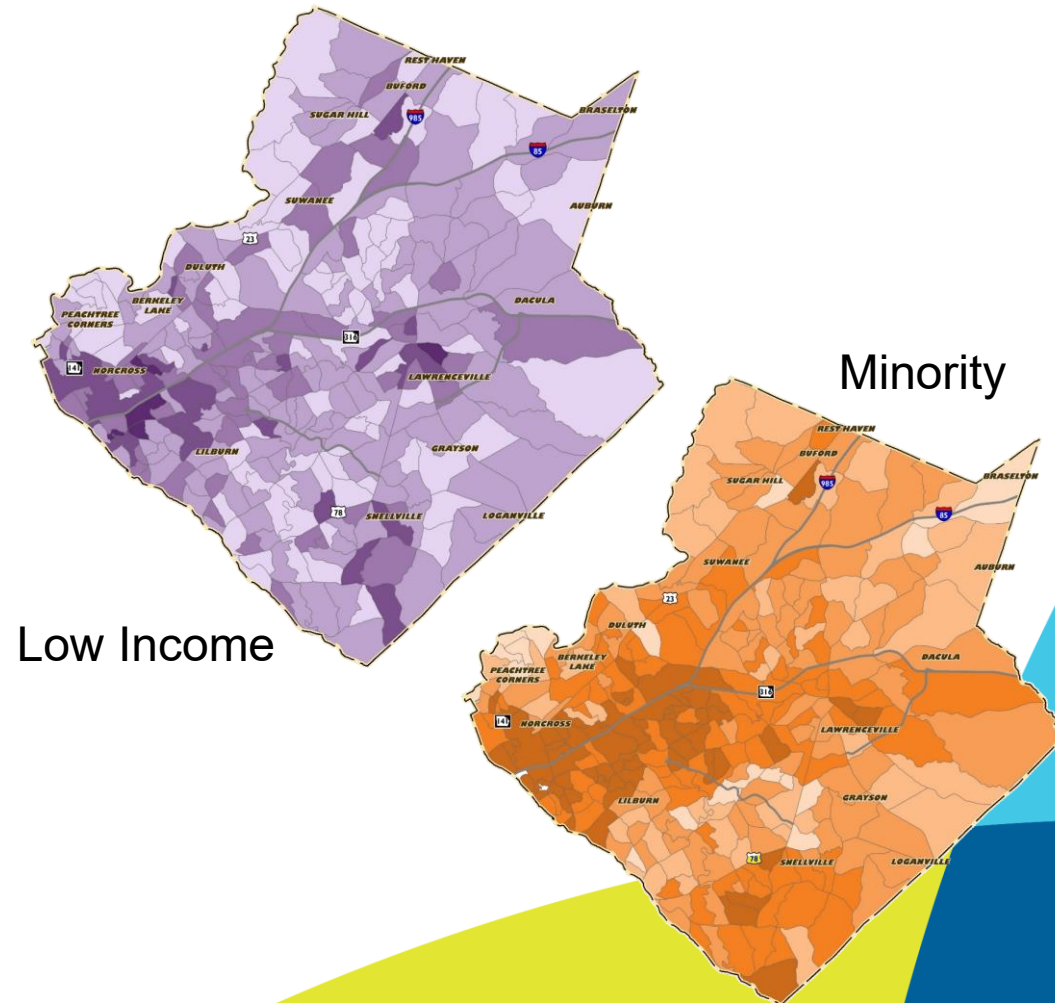 REST HAVEN
BUFORD
SUGAR HILL
985
BRASELTON
85
SUWANEE
AUBURN
23
DULUTH
BERKELEY
LAKE
DACULA
PEACHTREE
CORNERS
316
141
NORCROSS
LAWRENCEVILLE
LILBURN
GRAYSON
78
SNELLVILLE
LOGANVILLE
Low Income
Minority
REST HAVEN
BUFORD
SUGAR HILL
985
BRASELTON
85
SUWANEE
AUBURN
23
DULUTH
BERKELEY
LAKE
DACULA
PEACHTREE
CORNERS
316
141
NORCROSS
LAWRENCEVILLE
LILBURN
GRAYSON
78
SNELLVILLE
LOGANVILLE